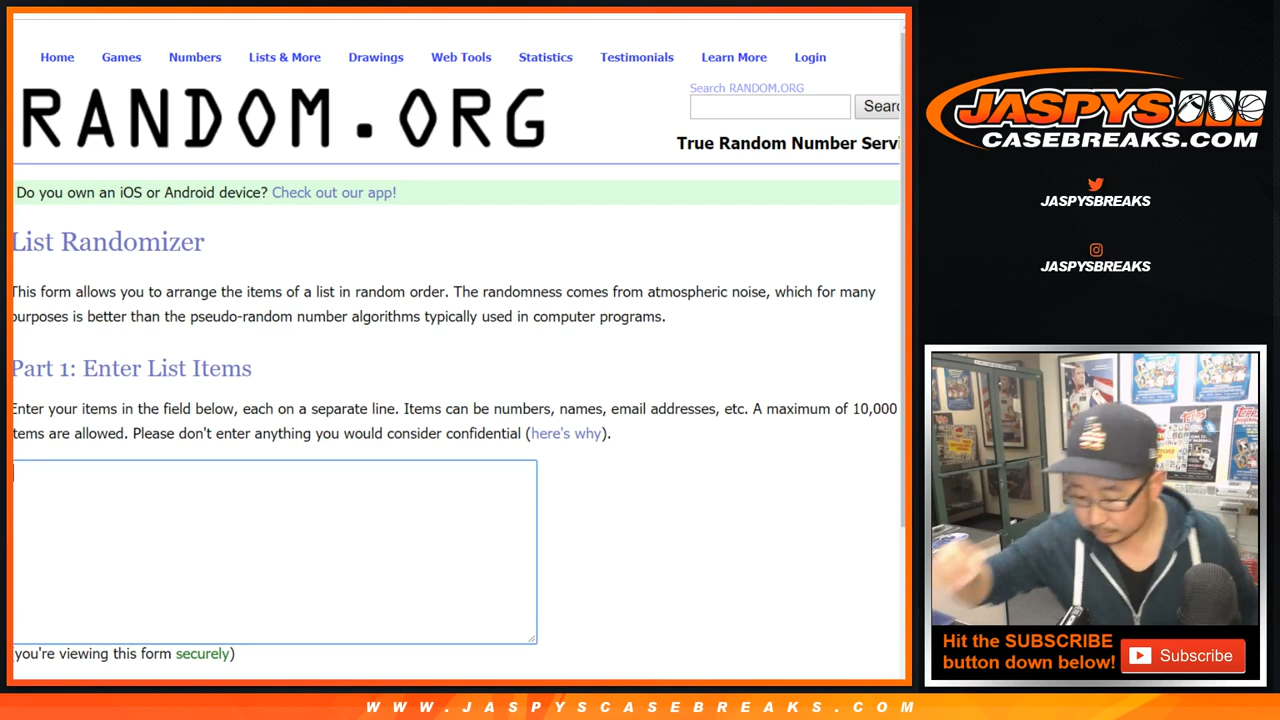 Home Games Numbers Lists & More Drawings Web Tools Statistics Testimonials Learn More Login
RANDOM.ORG
Search RANDOM.ORG
Searc
True Random Number Servi
Do you own an iOS or Android device? Check out our app!
List Randomizer
This form allows you to arrange the items of a list in random order. The randomness comes from atmospheric noise, which for many
purposes is better than the pseudo-random number algorithms typically used in computer programs.
Part 1: Enter List Items
Enter your items in the field below, each on a separate line. Items can be numbers, names, email addresses, etc. A maximum of 10,000
items are allowed. Please don't enter anything you would consider confidential (here's why).
you're viewing this form securely)
JASPYS
CASEBREAKS.COM
JASPYSBREAKS
JASPYSBREAKS
Topps
Hit the SUBSCRIBE
button down below!
Subscribe
WWW.JASPYSCASEBREAKS.COM